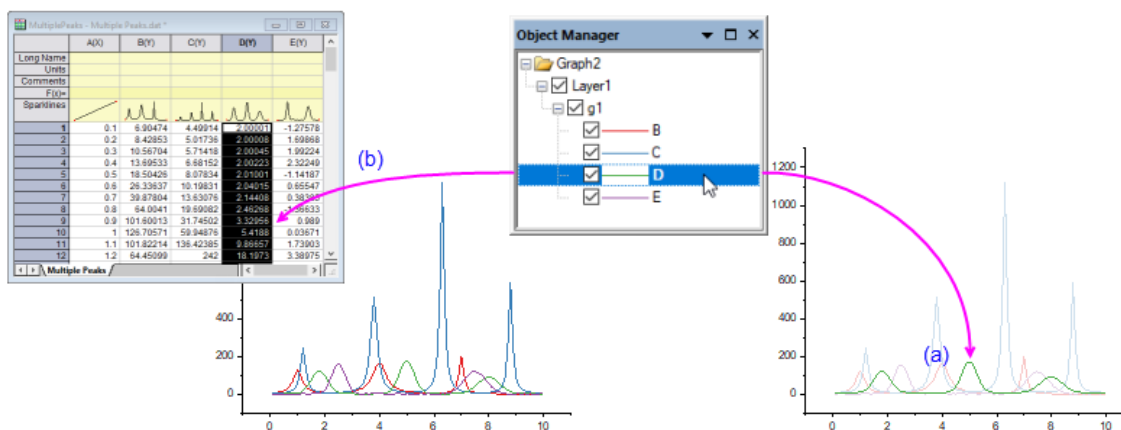 MultiplePeaks - Multiple Peaks.dat *
A(X) B(Y) C(Y) D(Y) E(Y)
Long Name
Units
Comments
F(x)=
Sparklines
1 0.1 6.90474 4.49914 2.00001 -1.27578
2 0.2 8.42853 5.01736 2.00008 1.69868
3 0.3 10.56704 5.71418 2.00045 1.99224
4 0.4 13.69533 6.68152 2.00223 2.32249
5 0.5 18.50426 8.07834 2.01001 -1.14187
6 0.6 26.33637 10.19831 2.04015 0.65547
7 0.7 39.87804 13.63076 2.14408
8 0.8 64.0041 19.69082 2.46268
9 0.9 101.60013 31.74502 3.32956 0.989
10 1 126.70571 59.94876 5.4188 0.03671
11 1.1 101.82214 136.42385 9.86657 1.73903
12 1.2 64.45099 242 18.1973 3.38975
Multiple Peaks
Object Manager
Graph2
Layer1
g1
B
C
D
E
(b)
(a)
400
200
0
0 2 4 6 8 10
1200
1000
800
600
400
200
0
0 2 4 6 8 10